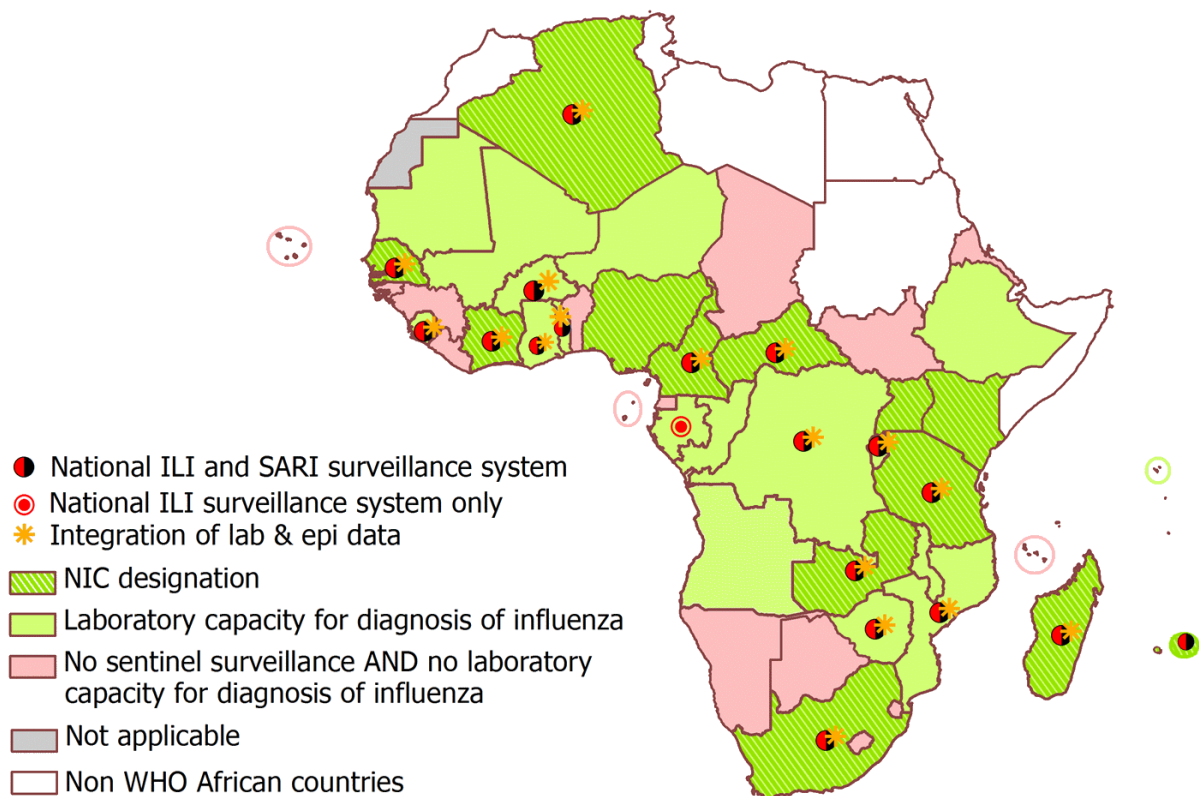 National ILI and SARI surveillance system
National ILI surveillance system only
Integration of lab & epi data
NIC designation
Laboratory capacity for diagnosis of influenza
No sentinel surveillance AND no laboratory
capacity for diagnosis of influenza
Not applicable
Non WHO African countries